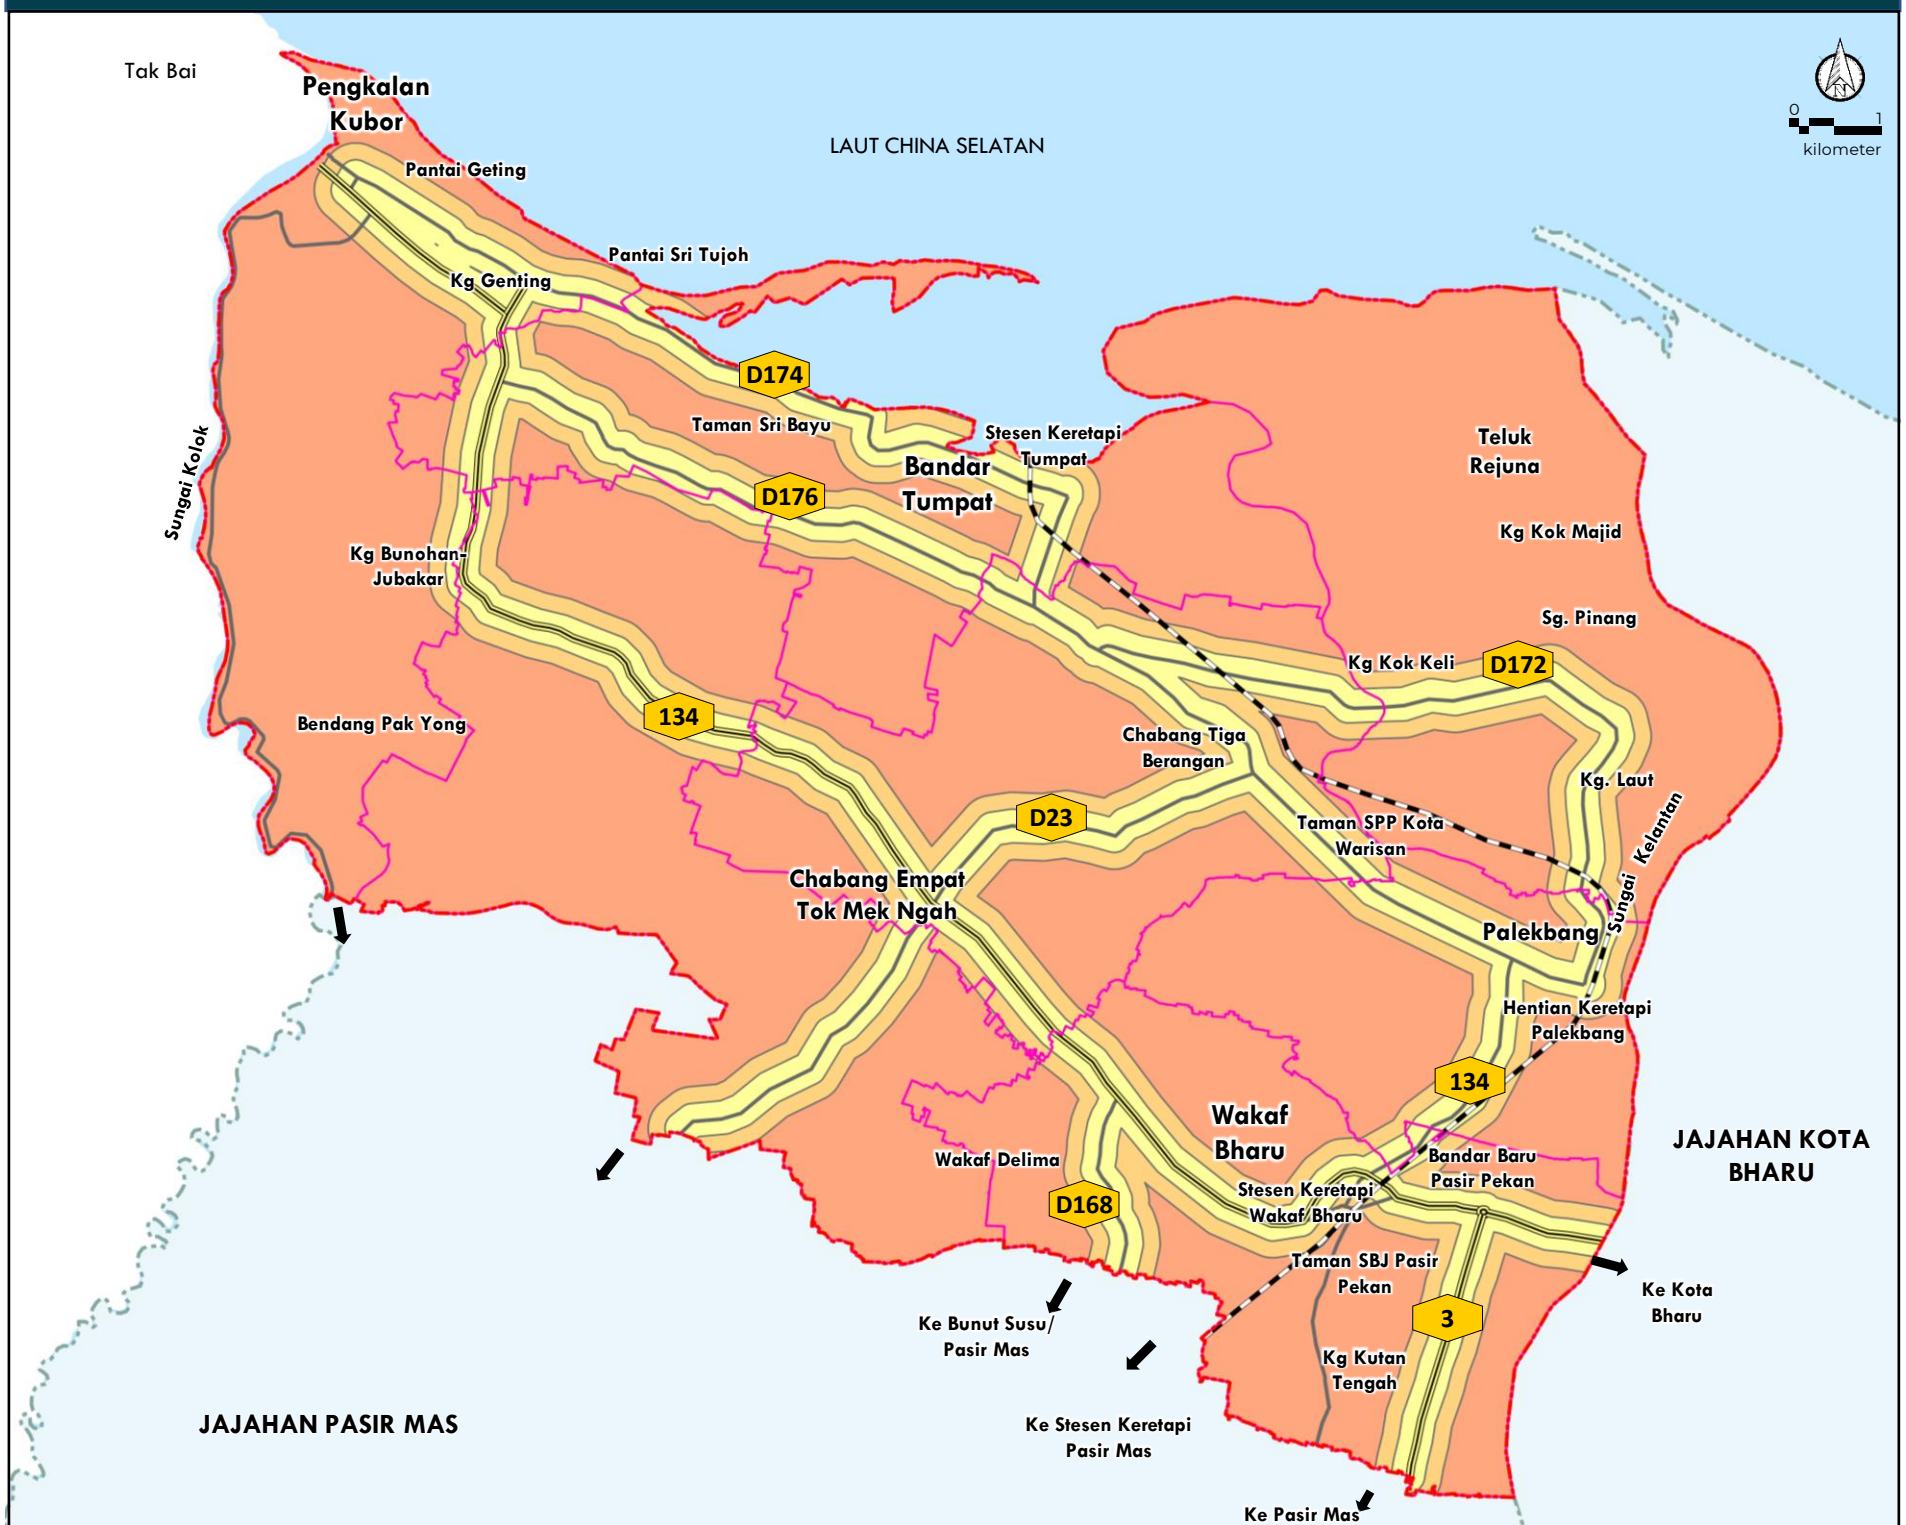 Tak Bai
Pengkalan
Kubor
Pantai Geting
LAUT CHINA SELATAN
N
0
1
kilometer
Pantai Sri Tujoh
Kg Genting
D174
Taman Sri Bayu
Stesen Keretapi
Tumpat
Bandar
Tumpat
D176
Teluk
Rejuna
Kg Kok Majid
Sungai Kolok
Kg Bunohan-
Jubakar
Sg. Pinang
Kg Kok Keli
D172
134
Bendang Pak Yong
Chabang Tiga
Berangan
Kg. Laut
D23
Taman SPP Kota
Warisan
Sungai Kelantan
Chabang Empat
Tok Mek Ngah
Palekbang
Hentian Keretapi
Palekbang
134
Wakaf
Bharu
JAJAHAN KOTA
BHARU
Wakaf Delima
Bandar Baru
Pasir Pekan
D168
Stesen Keretapi
Wakaf Bharu
Taman SBJ Pasir
Pekan
Ke Kota
Bharu
3
Ke Bunut Susu/
Pasir Mas
Kg Kutan
Tengah
JAJAHAN PASIR MAS
Ke Stesen Keretapi
Pasir Mas
Ke Pasir Mas